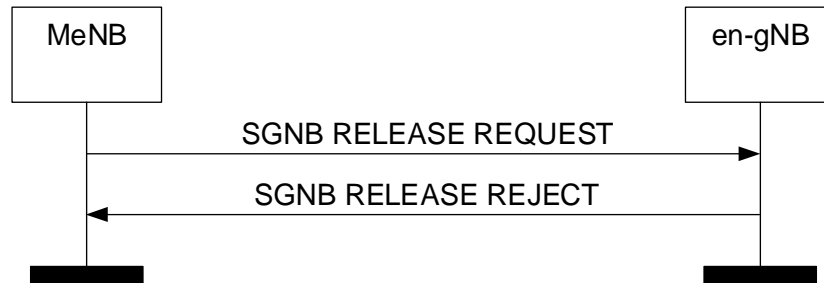 MeNB
en-gNB
SGNB RELEASE REQUEST
SGNB RELEASE REJECT